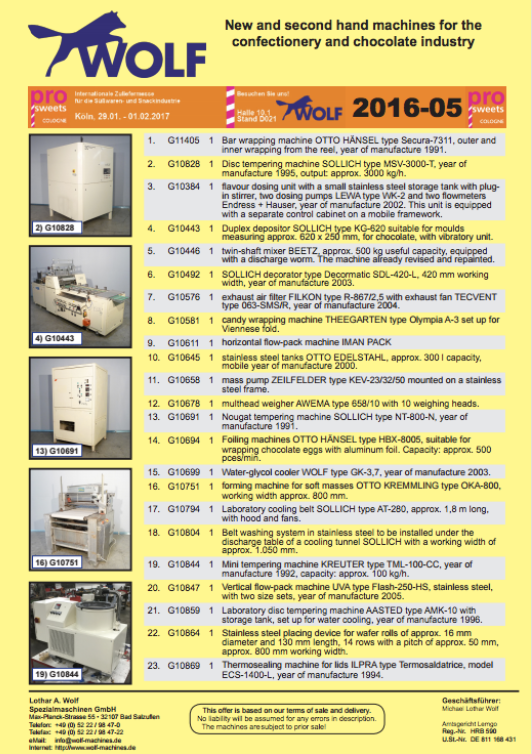 New and second hand machines for the
confectionery and chocolate industry
WOLF
pro
sweets
COLOGNE
Internationale Zuliefermesse
für die Süßwaren- und Snackindustrie
Köln, 29.01. - 01.02.2017
Besuchen Sie uns!
Halle 10.1
Stand D021
WOLF
2016-05
pro
sweets
COLOGNE
1. G11405 1 Bar wrapping machine OTTO HÄNSEL type Secura-7311, outer and
inner wrapping from the reel, year of manufacture 1991.
2. G10828 1 Disc tempering machine SOLLICH type MSV-3000-T, year of
manufacture 1995, output: approx. 3000 kg/h.
3. G10384 1 flavour dosing unit with a small stainless steel storage tank with plug-
in stirrer, two dosing pumps LEWA type WK-2 and two flowmeters
Endress + Hauser, year of manufacture 2002. This unit is equipped
with a separate control cabinet on a mobile framework.
2) G10828
4. G10443 1 Duplex depositor SOLLICH type KG-620 suitable for moulds
measuring approx. 620 x 250 mm, for chocolate, with vibratory unit.
5. G10446 1 twin-shaft mixer BEETZ, approx. 500 kg useful capacity, equipped
with a discharge worm. The machine already revised and repainted.
6. G10492 1 SOLLICH decorator type Decormatic SDL-420-L, 420 mm working
width, year of manufacture 2003.
7. G10576 1 exhaust air filter FILKON type R-867/2,5 with exhaust fan TECVENT
type 063-SMS/R, year of manufacture 2004.
8. G10581 1 candy wrapping machine THEEGARTEN type Olympia A-3 set up for
Viennese fold.
4) G10443
9. G10611 1 horizontal flow-pack machine IMAN PACK
10. G10645 1 stainless steel tanks OTTO EDELSTAHL, approx. 300 l capacity,
mobile year of manufacture 2000.
11. G10658 1 mass pump ZEILFELDER type KEV-23/32/50 mounted on a stainless
steel frame.
12. G10678 1 multhead weigher AWEMA type 658/10 with 10 weighing heads.
13. G10691 1 Nougat tempering machine SOLLICH type NT-800-N, year of
manufacture 1991.
14. G10694 1 Foiling machines OTTO HÄNSEL type HBX-8005, suitable for
wrapping chocolate eggs with aluminum foil. Capacity: approx. 500
pces/min.
13) G10691
15. G10699 1 Water-glycol cooler WOLF type GK-3,7, year of manufacture 2003.
16. G10751 1 forming machine for soft masses OTTO KREMMLING type OKA-800,
working width approx. 800 mm.
17. G10794 1 Laboratory cooling belt SOLLICH type AT-280, approx. 1,8 m long,
with hood and fans.
18. G10804 1 Belt washing system in stainless steel to be installed under the
discharge table of a cooling tunnel SOLLICH with a working width of
approx. 1.050 mm.
16) G10751
19. G10844 1 Mini tempering machine KREUTER type TML-100-CC, year of
manufacture 1992, capacity: approx. 100 kg/h.
20. G10847 1 Vertical flow-pack machine UVA type Flash-250-HS, stainless steel,
with two size sets, year of manufacture 2005.
21. G10859 1 Laboratory disc tempering machine AASTED type AMK-10 with
storage tank, set up for water cooling, year of manufacture 1996.
22. G10864 1 Stainless steel placing device for wafer rolls of approx. 16 mm
diameter and 130 mm length, 14 rows with a pitch of approx. 50 mm,
approx. 800 mm working width.
23. G10869 1 Thermosealing machine for lids ILPRA type Termosaldatrice, model
ECS-1400-L, year of manufacture 1994.
19) G10844
Lothar A. Wolf
Spezialmaschinen GmbH
Max-Planck-Strasse 55 • 32107 Bad Salzuflen
Telefon: +49 (0) 52 22 / 98 47-0
Telefax: +49 (0) 52 22 / 98 47-22
eMail: info@wolf-machines.de
Internet: http://www.wolf-machines.de
This offer is based on our terms of sale and delivery.
No liability will be assumed for any errors in description.
The machines are subject to prior sale!
Geschäftsführer:
Michael Lothar Wolf
Amtsgericht Lemgo
Reg.-Nr. HRB 590
U.St.-Nr. DE 811 168 431